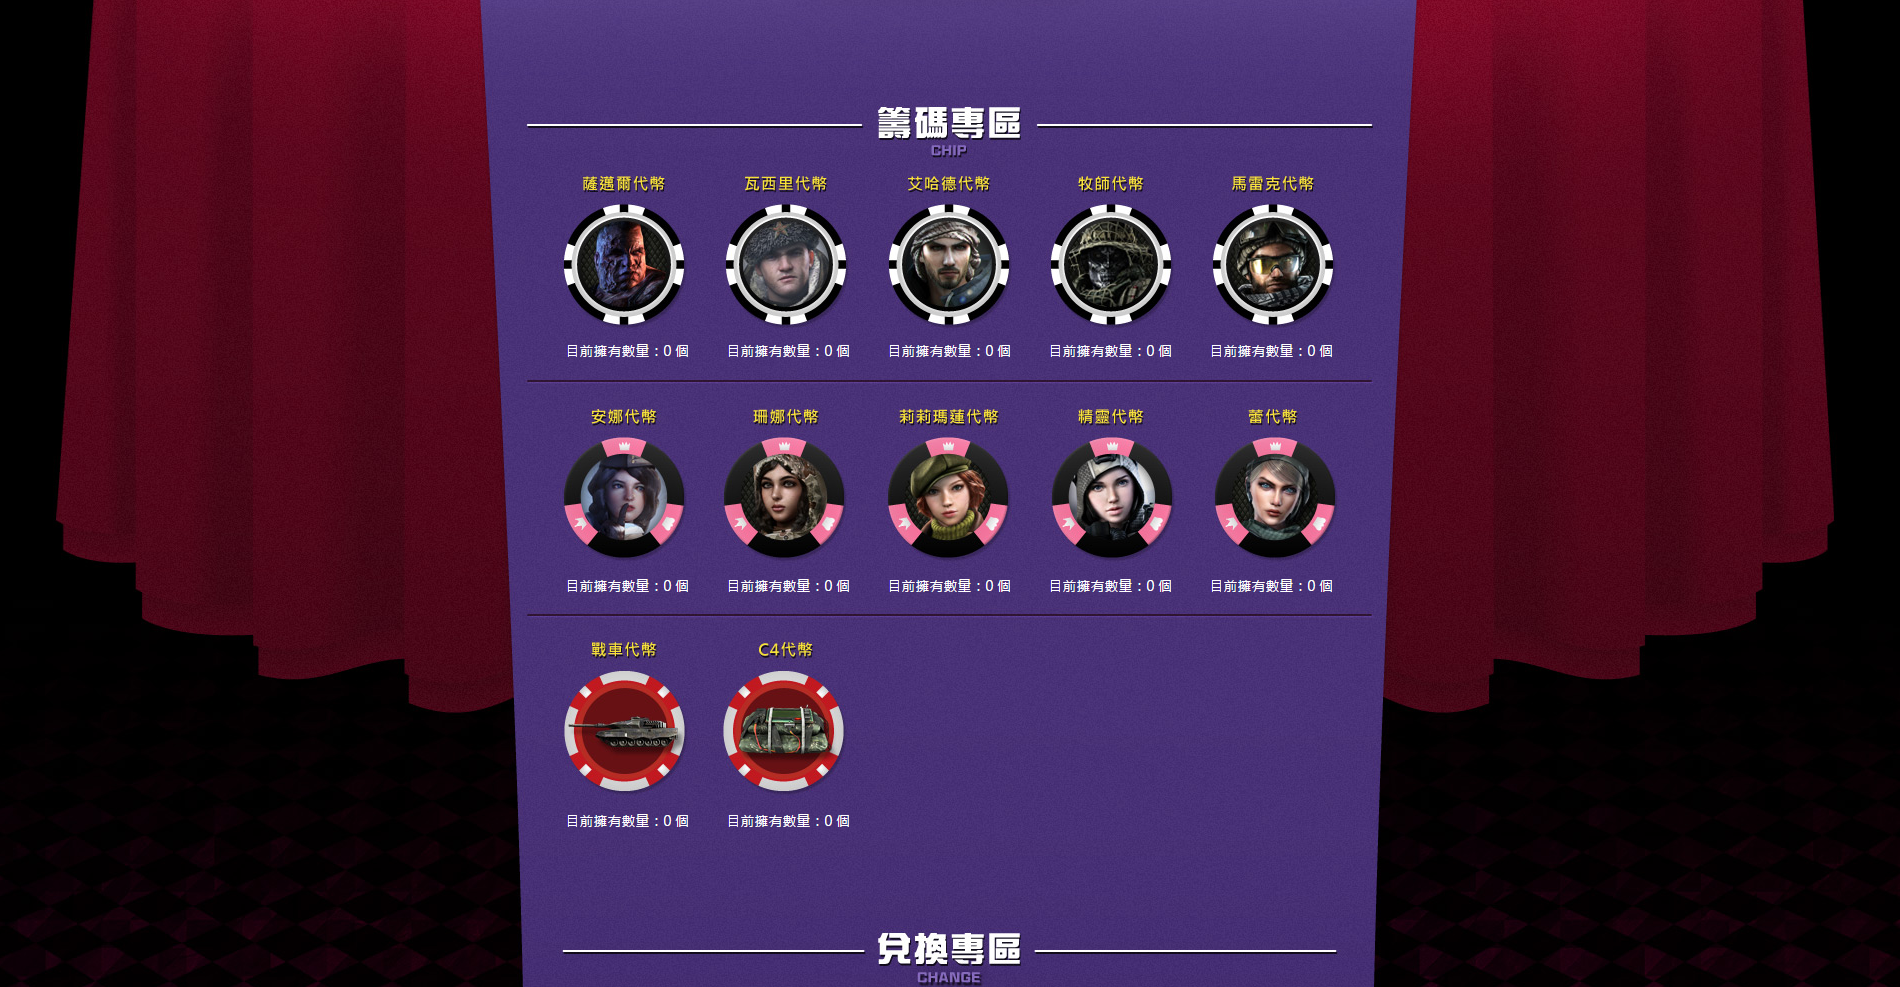 籌碼專區
CHIP
薩邁爾代幣 瓦西里代幣 艾哈德代幣 牧師代幣 馬雷克代幣
目前擁有數量：0 個 目前擁有數量：0 個 目前擁有數量：0 個 目前擁有數量：0 個 目前擁有數量：0 個
安娜代幣 珊娜代幣 莉莉瑪蓮代幣 精靈代幣 蕾代幣
目前擁有數量：0 個 目前擁有數量：0 個 目前擁有數量：0 個 目前擁有數量：0 個 目前擁有數量：0 個
戰車代幣 C4代幣
目前擁有數量：0 個 目前擁有數量：0 個
兌換專區
CHANGE